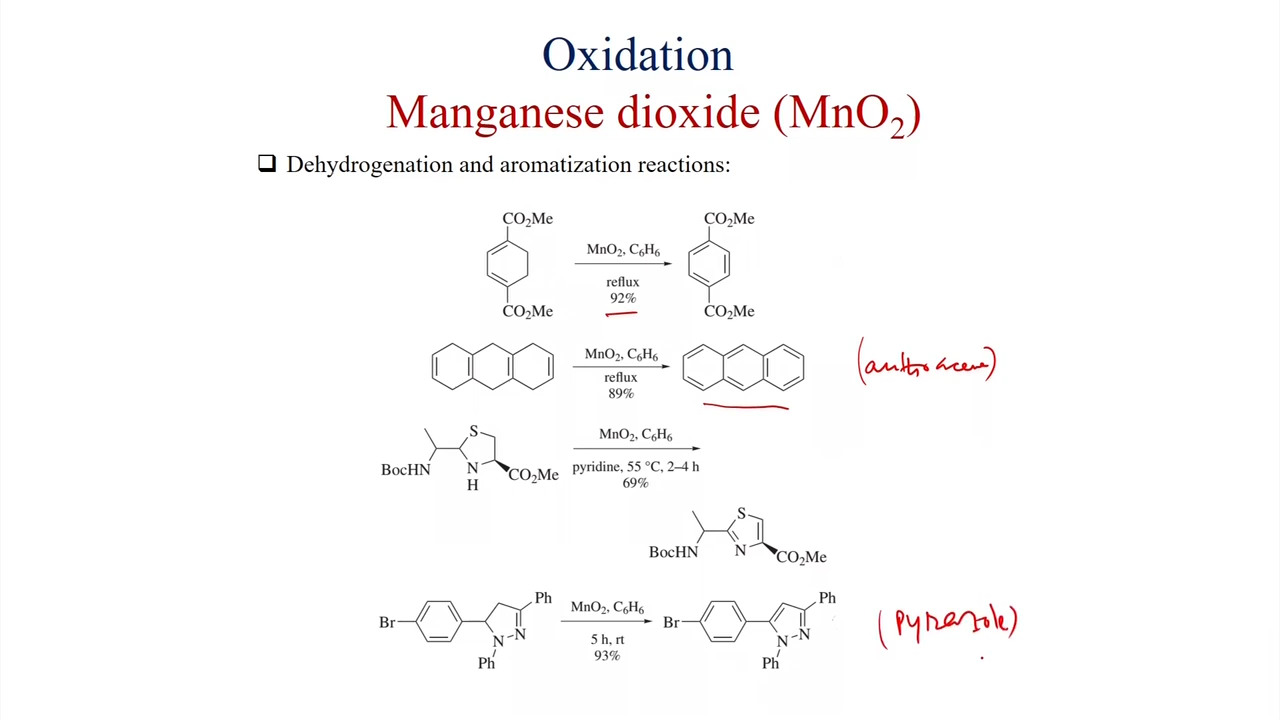 Oxidation
Manganese dioxide (MnO₂)
❑ Dehydrogenation and aromatization reactions:
CO₂Me
CO₂Me
MnO₂, C₆H₆
reflux
92%
CO₂Me
CO₂Me
MnO₂, C₆H₆
reflux
89%
(anthracene)
S
BocHN
N
H
CO₂Me
MnO₂, C₆H₆
pyridine, 55 °C, 2–4 h
69%
S
BocHN
N
CO₂Me
Br
Ph
N
N
Ph
MnO₂, C₆H₆
5 h, rt
93%
Br
Ph
N
N
Ph
(pyrazole)